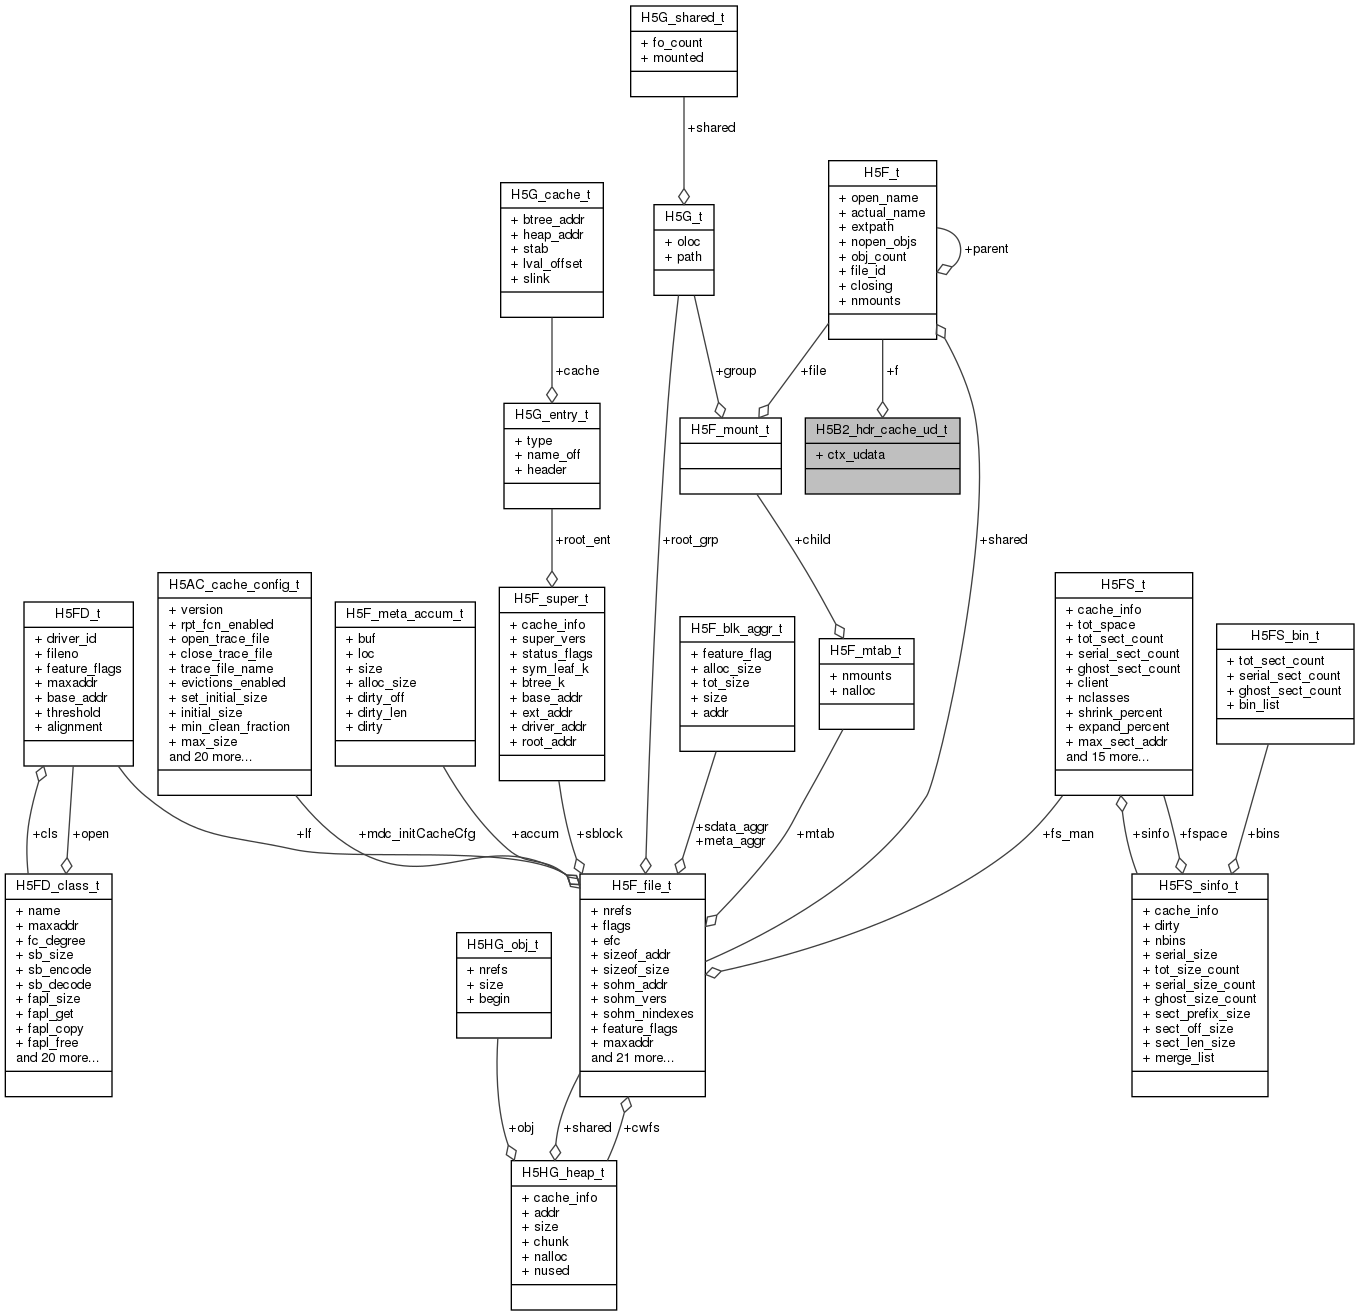 H5G_shared_t
+ fo_count
+ mounted
+shared
H5F_t
+ open_name
+ actual_name
+ extpath
+ nopen_objs
+ obj_count
+ file_id
+ closing
+ nmounts
+parent
H5G_cache_t
+ btree_addr
+ heap_addr
+ stab
+ lval_offset
+ slink
H5G_t
+ oloc
+ path
+cache
+group
+file
+f
H5G_entry_t
+ type
+ name_off
+ header
H5F_mount_t
H5B2_hdr_cache_ud_t
+ ctx_udata
+root_ent
+root_grp
+child
+shared
H5FD_t
+ driver_id
+ fileno
+ feature_flags
+ maxaddr
+ base_addr
+ threshold
+ alignment
H5AC_cache_config_t
+ version
+ rpt_fcn_enabled
+ open_trace_file
+ close_trace_file
+ trace_file_name
+ evictions_enabled
+ set_initial_size
+ initial_size
+ min_clean_fraction
+ max_size
and 20 more...
H5F_meta_accum_t
+ buf
+ loc
+ size
+ alloc_size
+ dirty_off
+ dirty_len
+ dirty
H5F_super_t
+ cache_info
+ super_vers
+ status_flags
+ sym_leaf_k
+ btree_k
+ base_addr
+ ext_addr
+ driver_addr
+ root_addr
H5F_blk_aggr_t
+ feature_flag
+ alloc_size
+ tot_size
+ size
+ addr
H5F_mtab_t
+ nmounts
+ nalloc
H5FS_t
+ cache_info
+ tot_space
+ tot_sect_count
+ serial_sect_count
+ ghost_sect_count
+ client
+ nclasses
+ shrink_percent
+ expand_percent
+ max_sect_addr
and 15 more...
H5FS_bin_t
+ tot_sect_count
+ serial_sect_count
+ ghost_sect_count
+ bin_list
+cls
+open
+lf
+mdc_initCacheCfg
+accum
+sblock
+sdata_aggr
+meta_aggr
+mtab
+fs_man
+sinfo
+fspace
+bins
H5FD_class_t
+ name
+ maxaddr
+ fc_degree
+ sb_size
+ sb_encode
+ sb_decode
+ fapl_size
+ fapl_get
+ fapl_copy
+ fapl_free
and 20 more...
H5HG_obj_t
+ nrefs
+ size
+ begin
H5F_file_t
+ nrefs
+ flags
+ efc
+ sizeof_addr
+ sizeof_size
+ sohm_addr
+ sohm_vers
+ sohm_nindexes
+ feature_flags
+ maxaddr
and 21 more...
H5FS_sinfo_t
+ cache_info
+ dirty
+ nbins
+ serial_size
+ tot_size_count
+ serial_size_count
+ ghost_size_count
+ sect_prefix_size
+ sect_off_size
+ sect_len_size
+ merge_list
+obj
+shared
+cwfs
H5HG_heap_t
+ cache_info
+ addr
+ size
+ chunk
+ nalloc
+ nused